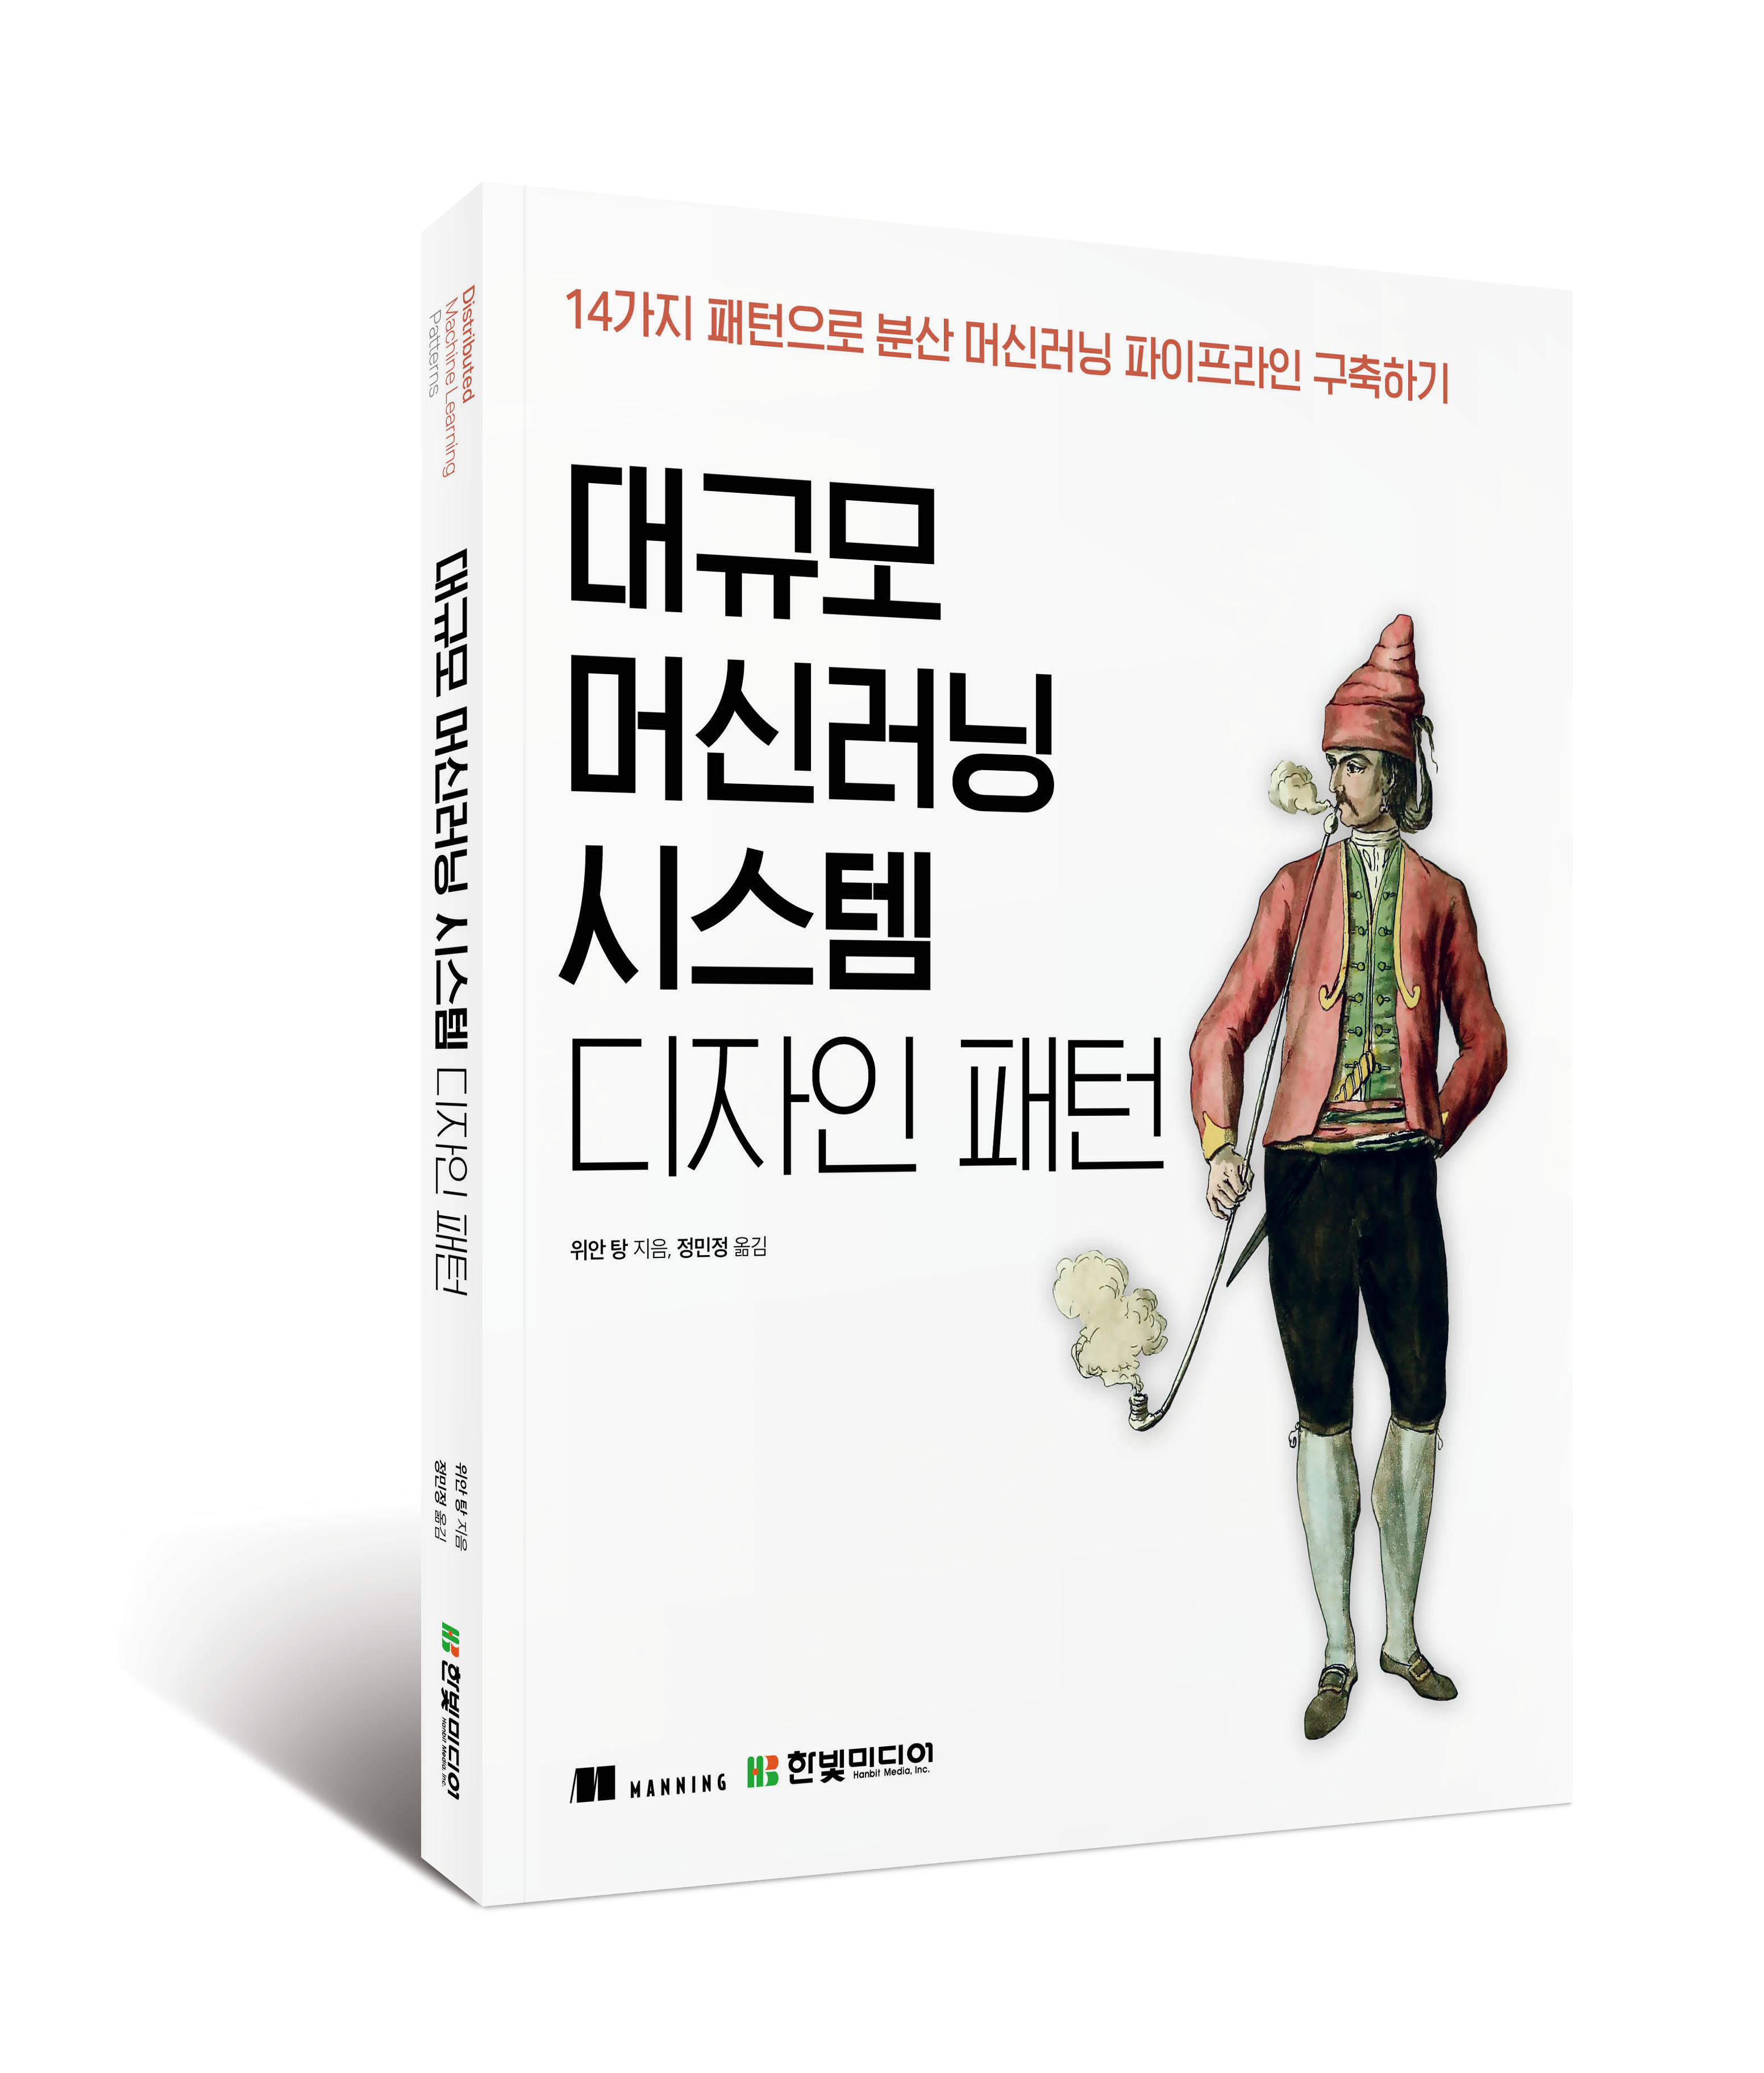 14가지 패턴으로 분산 머신러닝 파이프라인 구축하기
대규모
머신러닝
시스템
디자인 패턴
위안 탕 지음, 정민정 옮김
MANNING
한빛미디어
Hanbit Media, Inc.
Distributed
Machine Learning
Patterns
대규모 머신러닝 시스템 디자인 패턴
위안 탕 지음
정민정 옮김
한빛미디어
Hanbit Media, Inc.